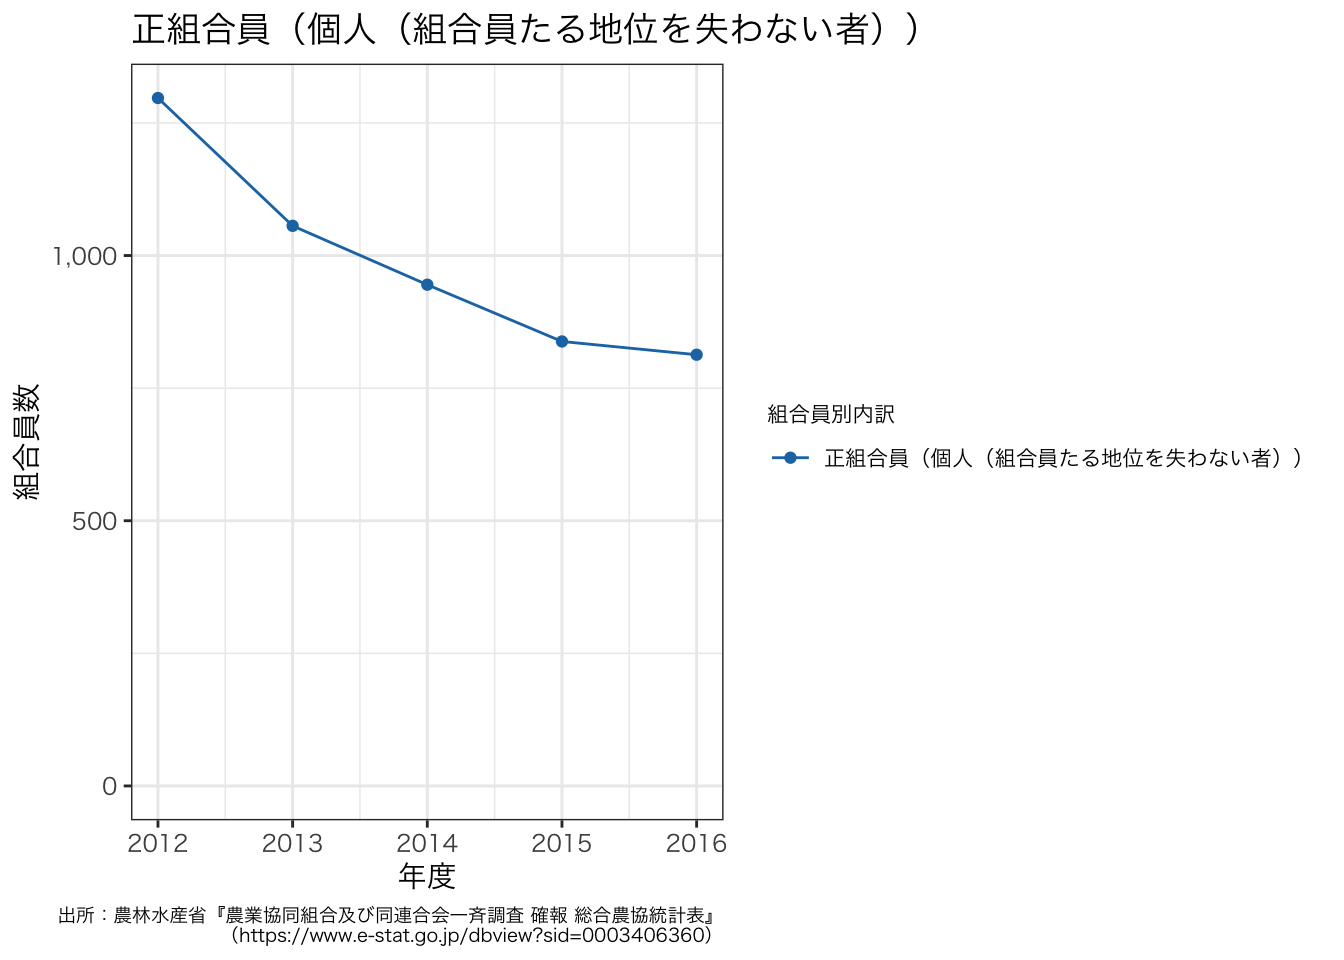 正組合員（個人（組合員たる地位を失わない者））
1,000
500
0
組合員数
2012 2013 2014 2015 2016
年度
組合員別内訳
正組合員（個人（組合員たる地位を失わない者））
出所：農林水産省『農業協同組合及び同連合会一斉調査 確報 総合農協統計表』
（https://www.e-stat.go.jp/dbview?sid=0003406360）